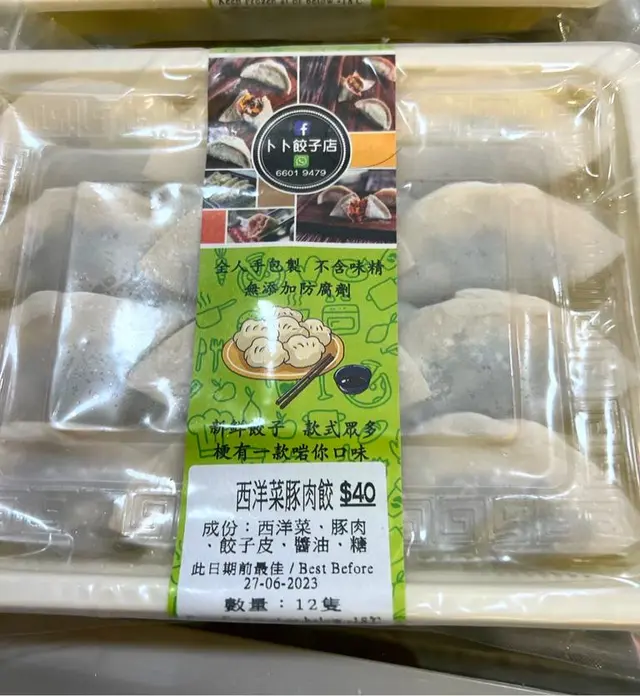 卜卜餃子店
6601 9479
全人手包製 不含味精
無添加防腐劑
新鮮餃子 款式眾多
梗有一款啱你口味
西洋菜豚肉餃 $40
成份：西洋菜、豚肉
、餃子皮、醬油、糖
此日期前最佳 / Best Before
27-06-2023
數量：12隻